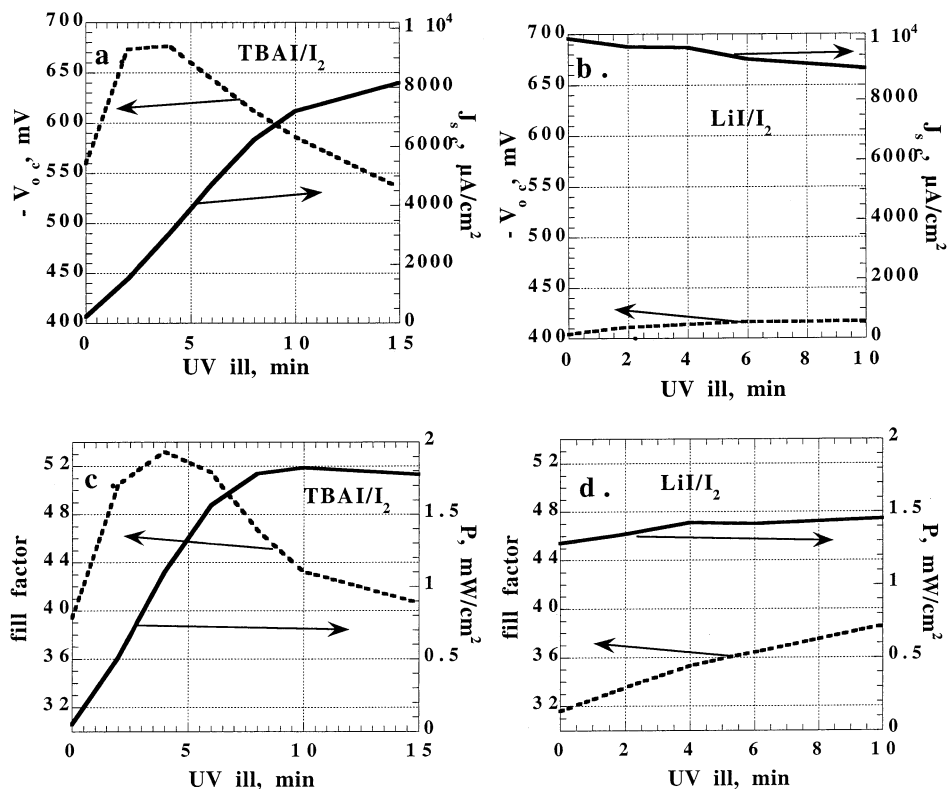 a
TBAI/I2
700
650
600
550
500
450
400
- Voc, mV
1 10⁴
8000
6000
4000
2000
0
Jsc, µA/cm²
0 5 10 15
UV ill, min
b .
LiI/I2
700
650
600
550
500
450
400
- Voc, mV
1 10⁴
8000
6000
4000
2000
0
Jsc, µA/cm²
0 2 4 6 8 10
UV ill, min
c
TBAI/I2
52
48
44
40
36
32
fill factor
2
1.5
1
0.5
0
P, mW/cm²
0 5 10 15
UV ill, min
d .
LiI/I2
52
48
44
40
36
32
fill factor
2
1.5
1
0.5
0
P, mW/cm²
0 2 4 6 8 10
UV ill, min